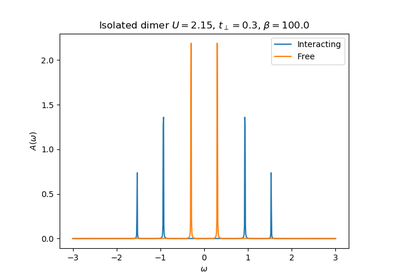 Isolated dimer U = 2.15, t⊥ = 0.3, β = 100.0
Interacting
Free
2.0
1.5
1.0
0.5
0.0
A(ω)
−3 −2 −1 0 1 2 3
ω